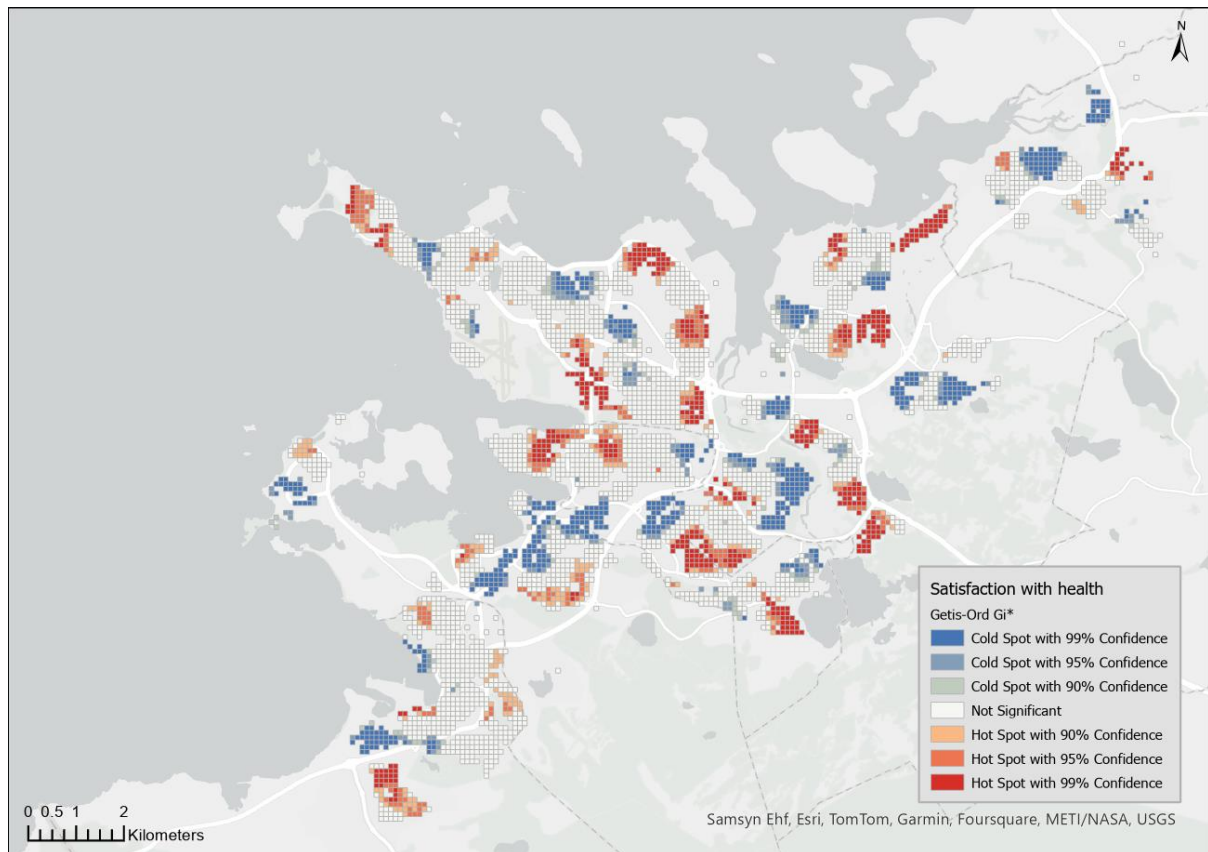 N
Satisfaction with health
Getis-Ord Gi*
Cold Spot with 99% Confidence
Cold Spot with 95% Confidence
Cold Spot with 90% Confidence
Not Significant
Hot Spot with 90% Confidence
Hot Spot with 95% Confidence
Hot Spot with 99% Confidence
0 0.5 1 2
Kilometers
Samsyn Ehf, Esri, TomTom, Garmin, Foursquare, METI/NASA, USGS